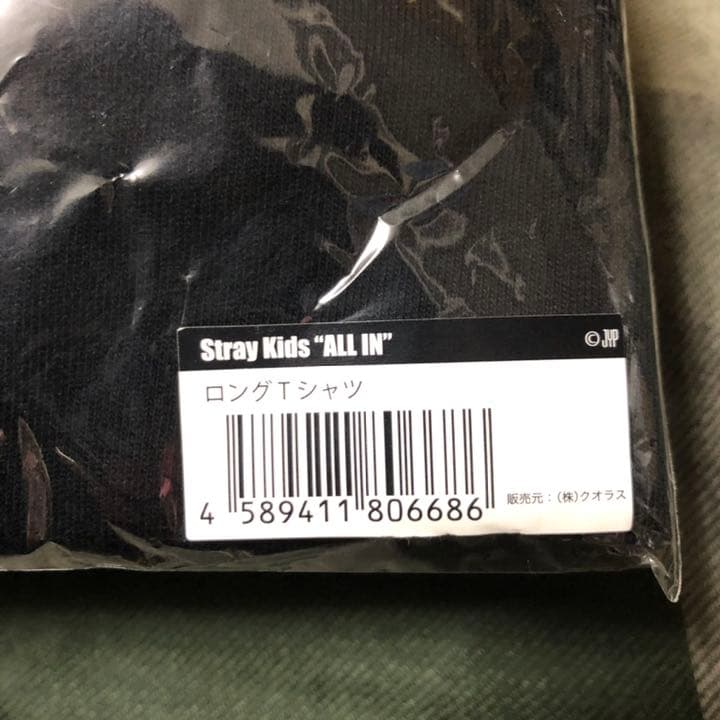 Stray Kids “ALL IN”
© JYP
ロングTシャツ
4 589411 806686
販売元：(株)クオラス